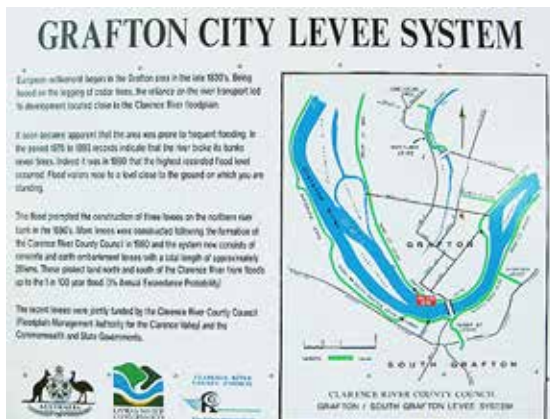 GRAFTON CITY LEVEE SYSTEM
European settlement began in the Grafton area in the late 1830's. Being
based on the logging of cedar trees, the reliance on the river transport led
to development located close to the Clarence River floodplain.
It soon became apparent that the area was prone to frequent flooding. In
the period to 1893 records indicate that the river broke its banks
seven times. Indeed it was in 1890 that the highest recorded flood level
occurred. Flood waters rose to a level close to the ground on which you are
standing.
This flood prompted the construction of three levees on the northern river
bank in the. More levees were constructed following the formation of
the Clarence River County Council in and the system now consists of
concrete and earth embankment levees with a total length of approximately
These protect land north and south of the Clarence River from floods
up to the 1 in 100 year flood (1% Annual Exceedance Probability)
The recent levees were jointly funded by the Clarence River County Council
(Floodplain Management Authority for the Clarence Valley) and the
Commonwealth and State Governments.
AUSTRALIA
CLARENCE RIVER
COUNTY COUNCIL
CLARENCE RIVER
GRAFTON
SOUTH GRAFTON
CLARENCE RIVER COUNTY COUNCIL
GRAFTON / SOUTH GRAFTON LEVEE SYSTEM